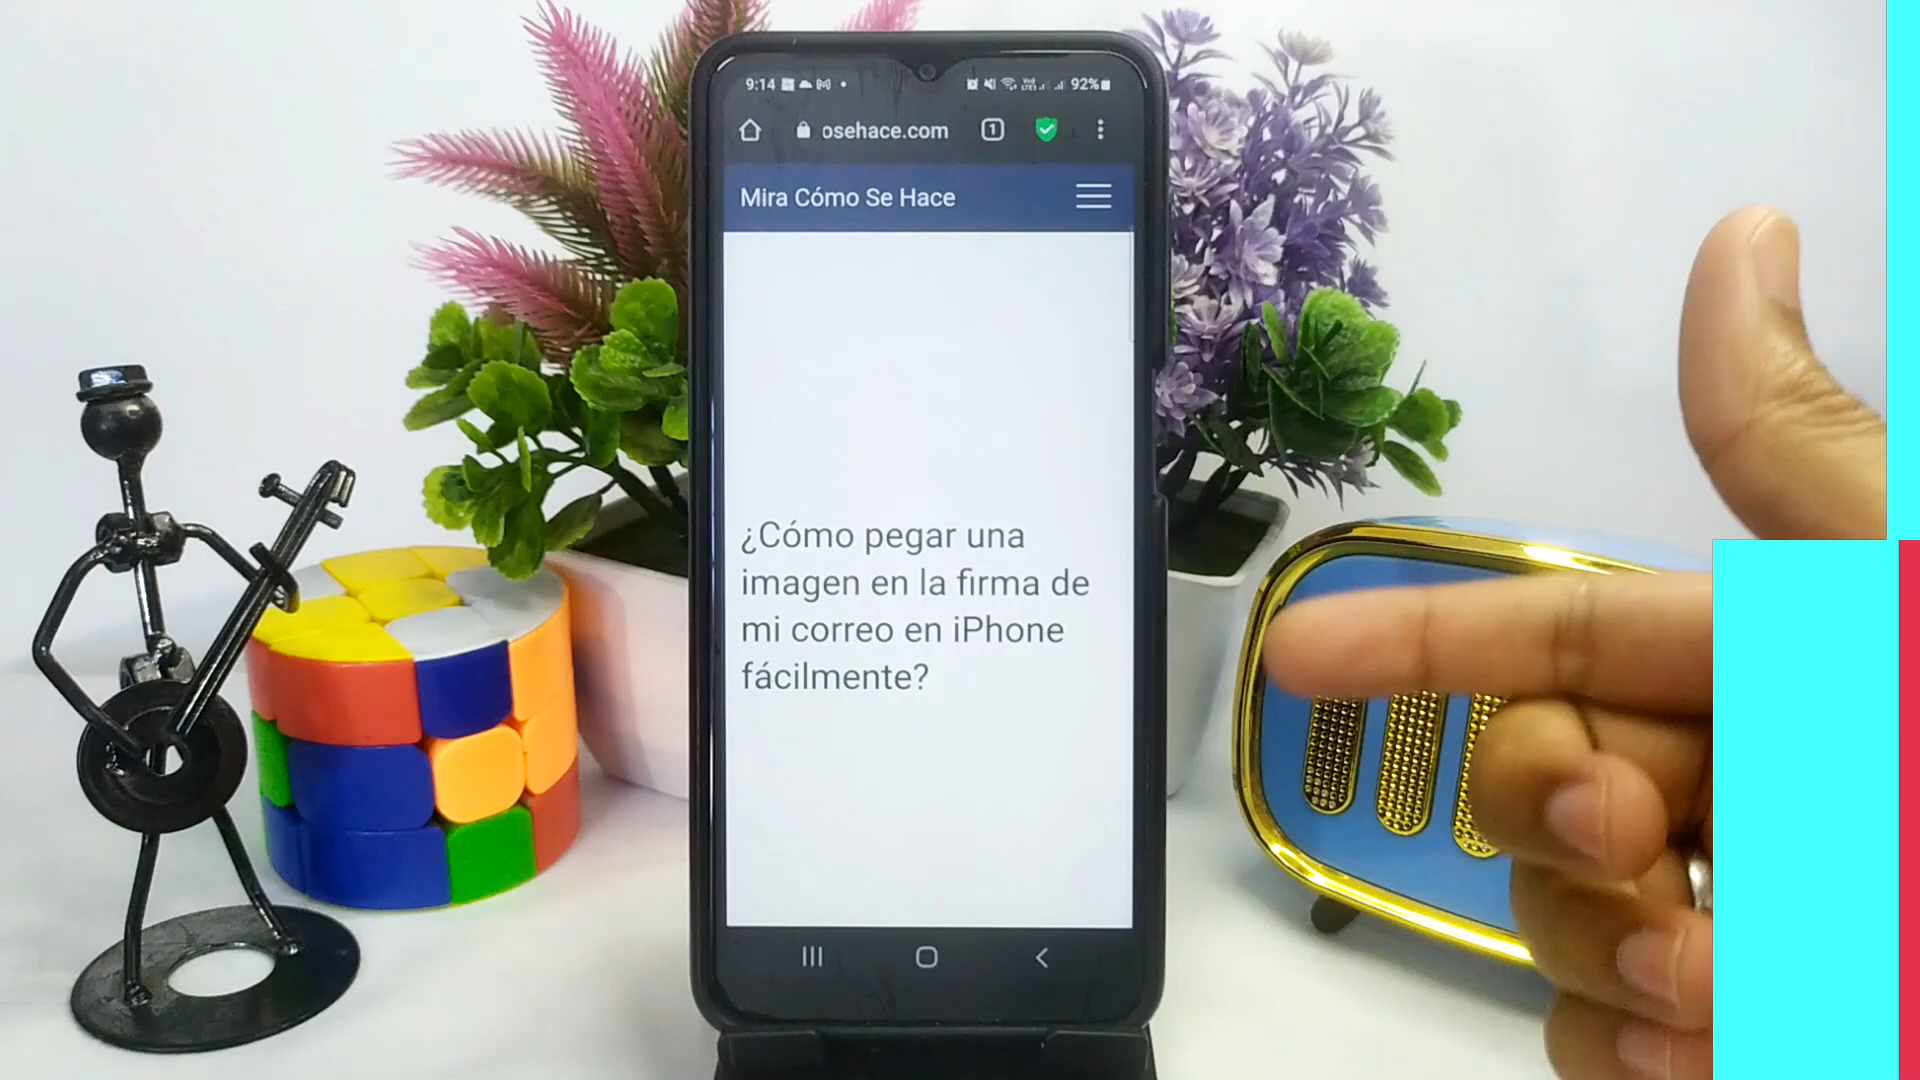 9:14
92%
osehace.com
1
Mira Cómo Se Hace
¿Cómo pegar una
imagen en la firma de
mi correo en iPhone
fácilmente?